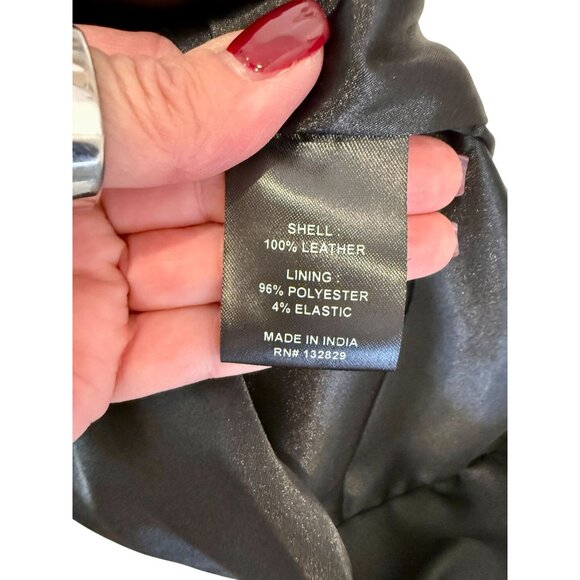 SHELL :
100% LEATHER
LINING :
96% POLYESTER
4% ELASTIC
MADE IN INDIA
RN# 132829